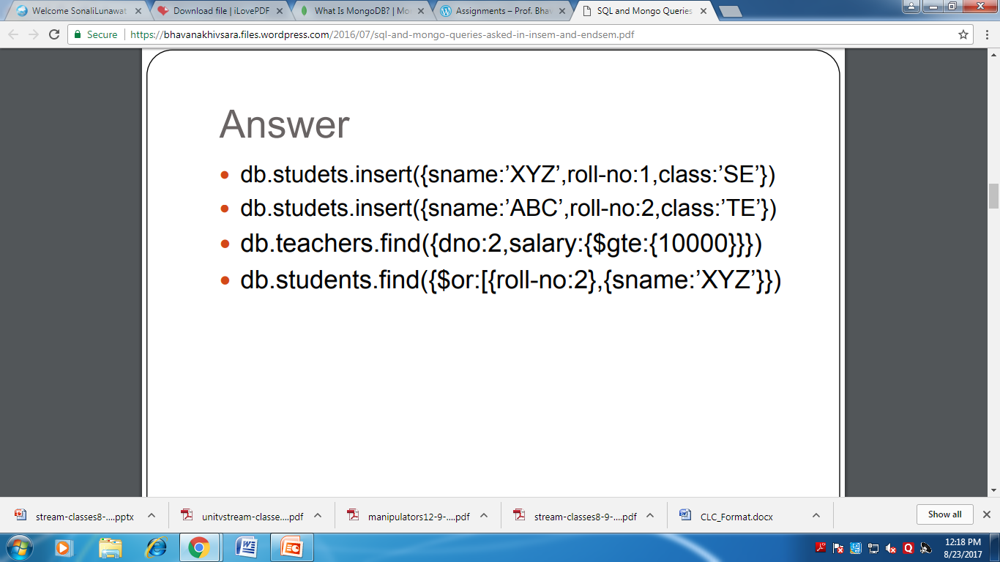 Welcome SonaliLunawat
Download file | iLovePDF
What Is MongoDB? | Mo
Assignments – Prof. Bhav
SQL and Mongo Queries
Secure
https://bhavanakhivsara.files.wordpress.com/2016/07/sql-and-mongo-queries-asked-in-insem-and-endsem.pdf
Answer
• db.studets.insert({sname:’XYZ’,roll-no:1,class:’SE’})
• db.studets.insert({sname:’ABC’,roll-no:2,class:’TE’})
• db.teachers.find({dno:2,salary:{$gte:{10000}}})
• db.students.find({$or:[{roll-no:2},{sname:’XYZ’}})
stream-classes8-....pptx
unitvstream-classe....pdf
manipulators12-9-....pdf
stream-classes8-9-....pdf
CLC_Format.docx
Show all
12:18 PM
8/23/2017